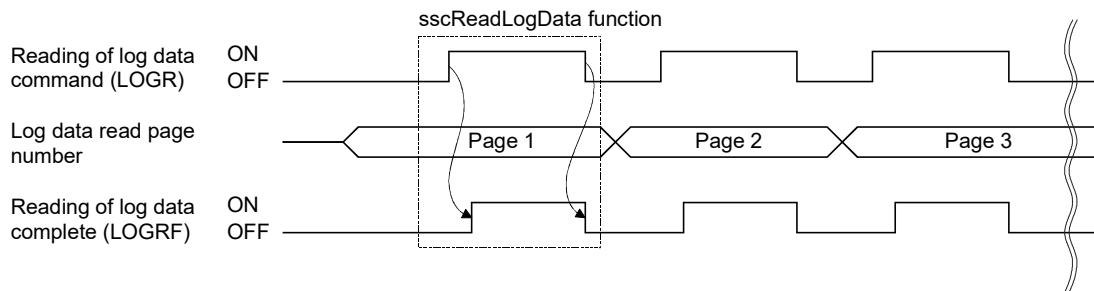 sscReadLogData function
Reading of log data
command (LOGR)
ON
OFF
Log data read page
number
Page 1
Page 2
Page 3
Reading of log data
complete (LOGRF)
ON
OFF